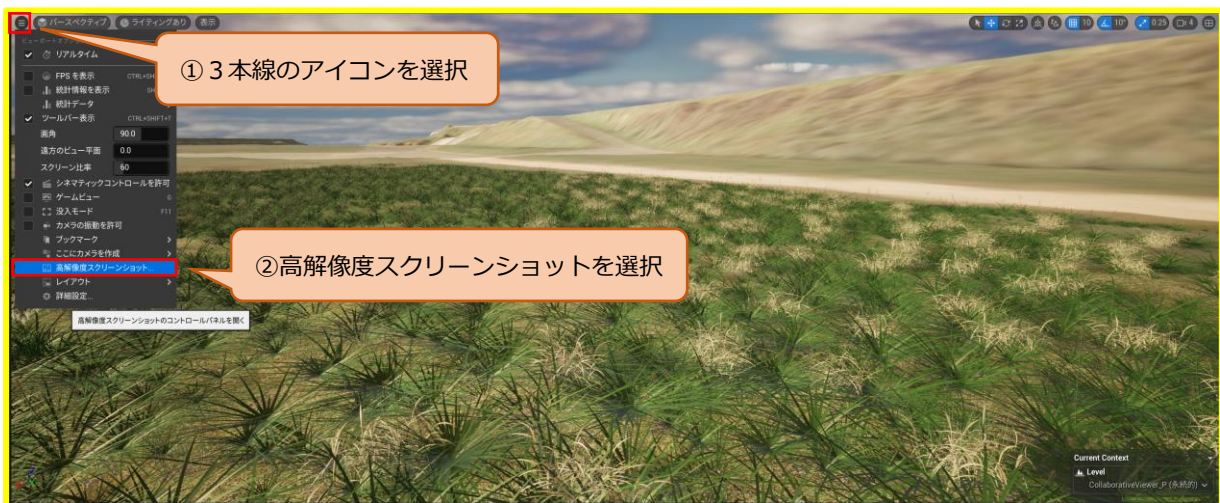 パースペクティブ ライティングあり 表示
10 10° 0.25 4
リアルタイム
①３本線のアイコンを選択
FPS を表示
統計情報を表示
統計データ
ツールバー表示 CTRL+SHIFT+T
画角 90.0
遠方のビュー平面 0.0
スクリーン比率 60
シネマティックコントロールを許可
ゲームビュー G
没入モード F11
カメラの振動を許可
ブックマーク
ここにカメラを作成
高解像度スクリーンショット...
②高解像度スクリーンショットを選択
レイアウト
詳細設定...
高解像度スクリーンショットのコントロールパネルを開く
Current Context
Level
CollaborativeViewer_P (永続的)